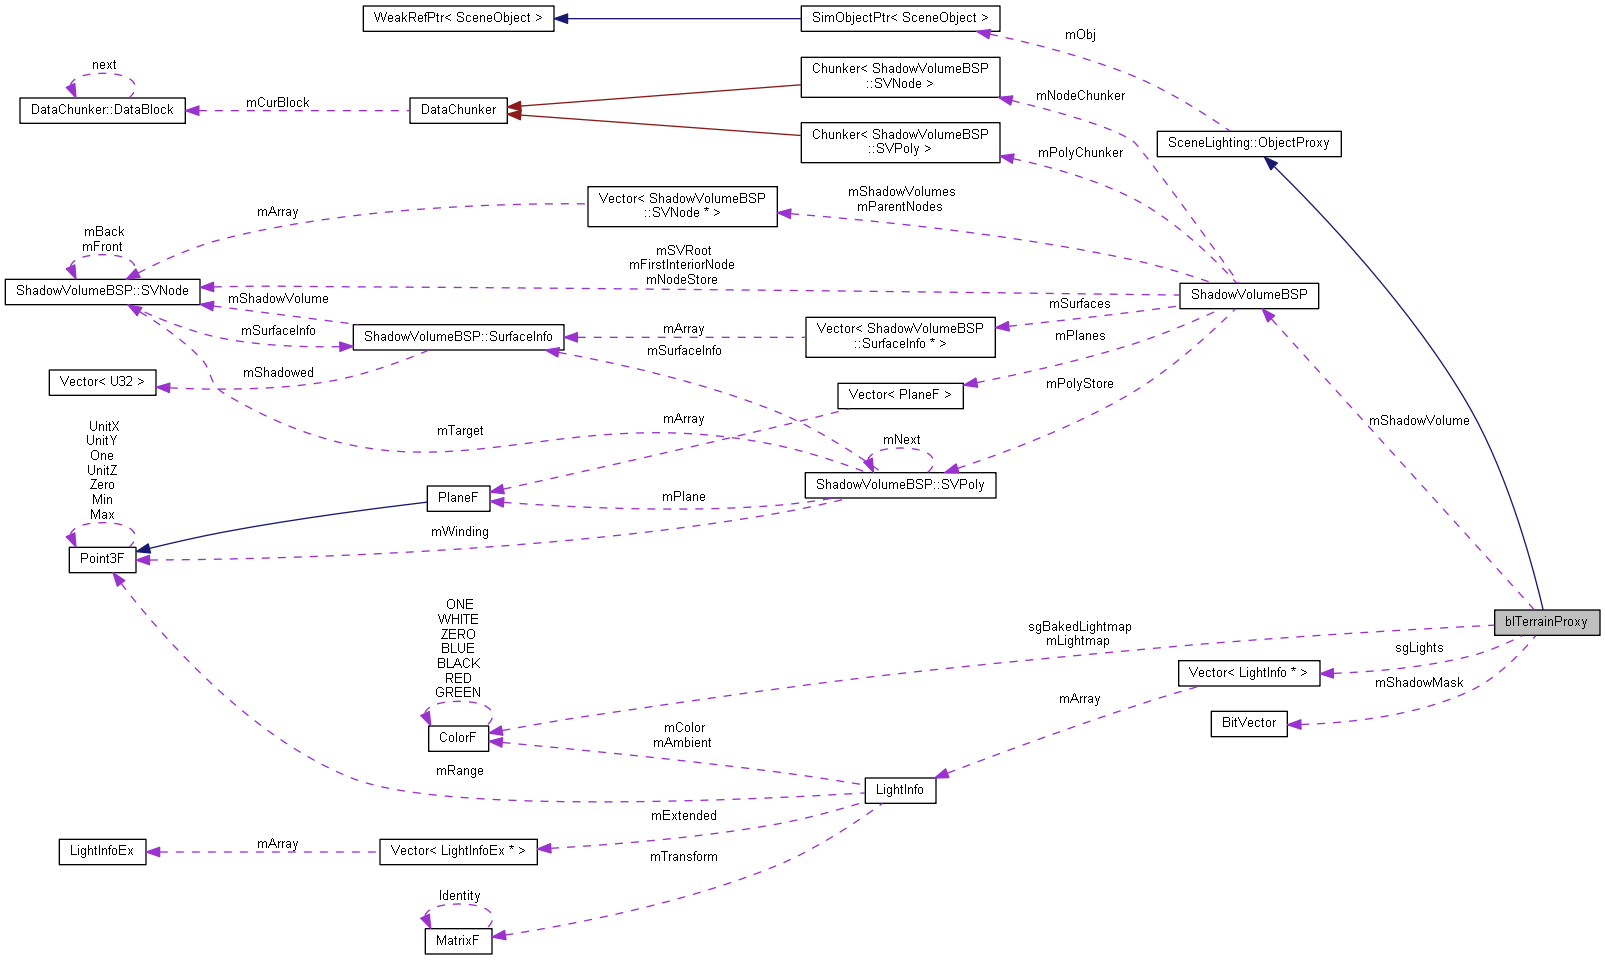 WeakRefPtr< SceneObject >
SimObjectPtr< SceneObject >
mObj
next
Chunker< ShadowVolumeBSP
::SVNode >
mNodeChunker
DataChunker::DataBlock
mCurBlock
DataChunker
Chunker< ShadowVolumeBSP
::SVPoly >
mPolyChunker
SceneLighting::ObjectProxy
mArray
Vector< ShadowVolumeBSP
::SVNode * >
mShadowVolumes
mParentNodes
mBack
mFront
mSVRoot
mFirstInteriorNode
mNodeStore
ShadowVolumeBSP::SVNode
ShadowVolumeBSP
mShadowVolume
mSurfaceInfo
ShadowVolumeBSP::SurfaceInfo
mArray
Vector< ShadowVolumeBSP
::SurfaceInfo * >
mSurfaces
mPlanes
mSurfaceInfo
mShadowed
Vector< U32 >
Vector< PlaneF >
mPolyStore
mShadowVolume
mTarget
mArray
mNext
UnitX
UnitY
One
UnitZ
Zero
Min
Max
ShadowVolumeBSP::SVPoly
PlaneF
mPlane
mWinding
Point3F
ONE
WHITE
ZERO
BLUE
BLACK
RED
GREEN
sgBakedLightmap
mLightmap
blTerrainProxy
sgLights
Vector< LightInfo * >
mShadowMask
mArray
BitVector
ColorF
mColor
mAmbient
mRange
LightInfo
mExtended
LightInfoEx
mArray
Vector< LightInfoEx * >
mTransform
Identity
MatrixF